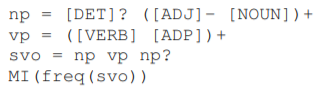 np = [DET]? ([ADJ]- [NOUN])+
vp = ([VERB] [ADP])+
svo = np vp np?
MI(freq(svo))